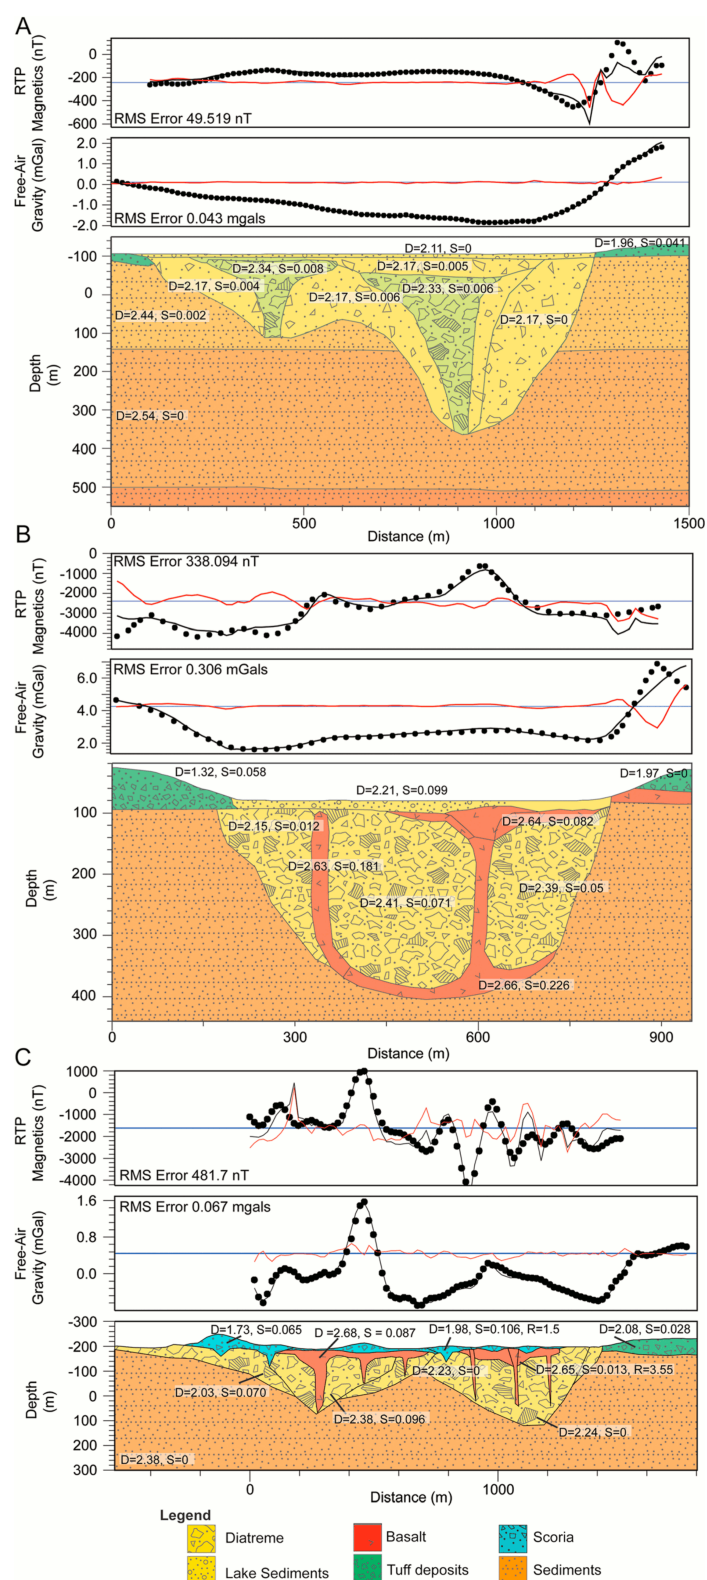 A
0
-200
-400
-600
RTP
Magnetics (nT)
RMS Error 49.519 nT
2.0
1.0
0.0
-1.0
-2.0
Free-Air
Gravity (mGal)
RMS Error 0.043 mgals
D=2.11, S=0
D=1.96, S=0.041
D=2.34, S=0.008
D=2.17, S=0.005
D=2.17, S=0.004
D=2.17, S=0.006
D=2.33, S=0.006
D=2.44, S=0.002
D=2.17, S=0
D=2.54, S=0
-100
0
100
200
300
400
500
Depth
(m)
0
500
1000
1500
Distance (m)
B
0
-1000
-2000
-3000
-4000
RTP
Magnetics (nT)
RMS Error 338.094 nT
6.0
4.0
2.0
Free-Air
Gravity (mGal)
RMS Error 0.306 mGals
D=1.32, S=0.058
D=2.21, S=0.099
D=1.97, S=0
D=2.15, S=0.012
D=2.64, S=0.082
D=2.63, S=0.181
D=2.39, S=0.05
D=2.41, S=0.071
D=2.66, S=0.226
100
200
300
400
Depth
(m)
0
300
600
900
Distance (m)
C
1000
0
-1000
-2000
-3000
-4000
RTP
Magnetics (nT)
RMS Error 481.7 nT
1.6
0.8
0.0
Free-Air
Gravity (mGal)
RMS Error 0.067 mgals
D=1.73, S=0.065
D =2.68, S = 0.087
D=1.98, S=0.106, R=1.5
D=2.08, S=0.028
D=2.23, S=0
D=2.65, S=0.013, R=3.55
D=2.03, S=0.070
D=2.38, S=0.096
D=2.24, S=0
D=2.38, S=0
-300
-200
-100
0
100
200
300
Depth
(m)
0
1000
Distance (m)
Legend
Diatreme
Basalt
Scoria
Lake Sediments
Tuff deposits
Sediments